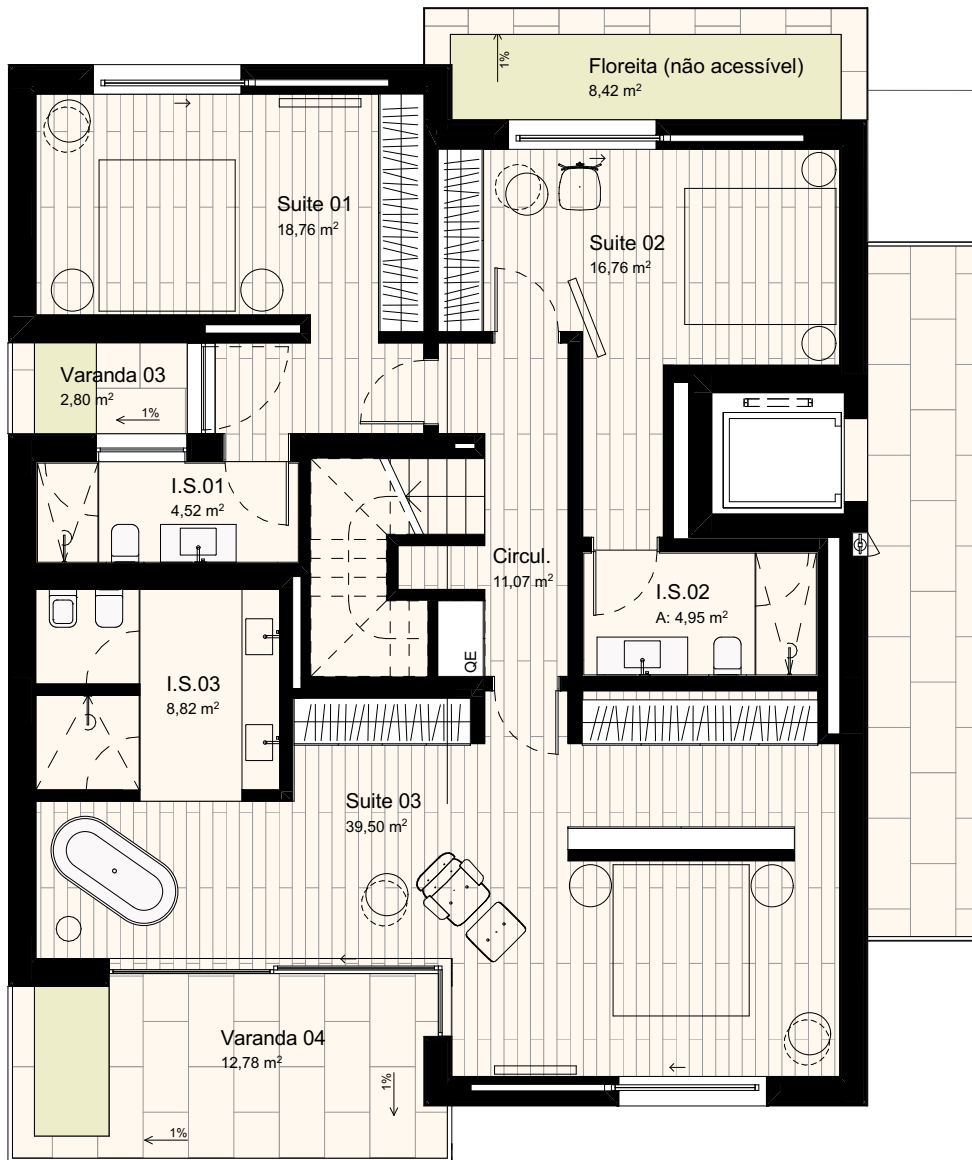 1%
Floreita (não acessível)
8,42 m²
Suite 01
18,76 m²
Suite 02
16,76 m²
Varanda 03
2,80 m²
1%
I.S.01
4,52 m²
Circul.
11,07 m²
I.S.02
A: 4,95 m²
QE
I.S.03
8,82 m²
Suite 03
39,50 m²
Varanda 04
12,78 m²
1%
1%